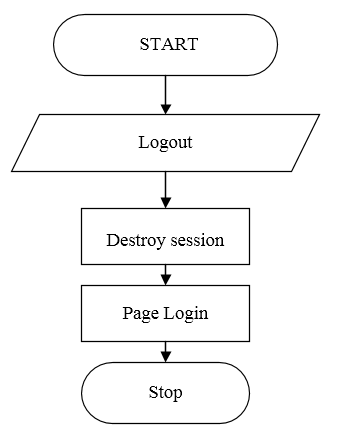 START
Logout
Destroy session
Page Login
Stop